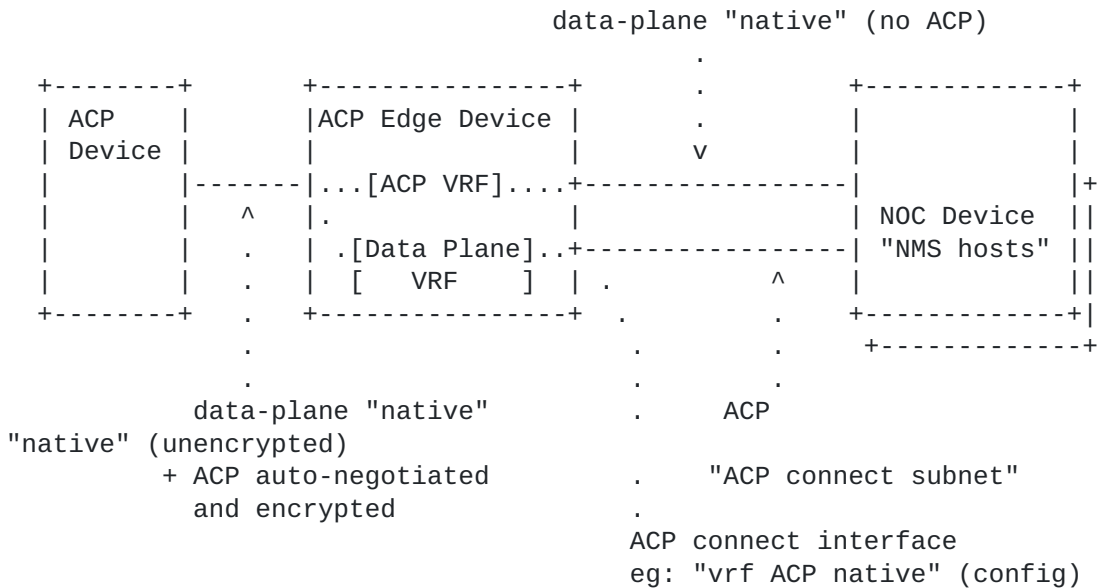 data-plane "native" (no ACP)
.
+--------+ +----------------+ . +-------------+
| ACP | |ACP Edge Device | . | |
| Device | | | v | |
| |-------|...[ACP VRF]....+-----------------| |+
| | ^ |. | | NOC Device ||
| | . | .[Data Plane]..+-----------------| "NMS hosts" ||
| | . | [ VRF ] | . ^ | ||
+--------+ . +----------------+ . . +-------------+|
. . . +-------------+
. . .
data-plane "native" . ACP
"native" (unencrypted)
+ ACP auto-negotiated . "ACP connect subnet"
and encrypted .
ACP connect interface
eg: "vrf ACP native" (config)